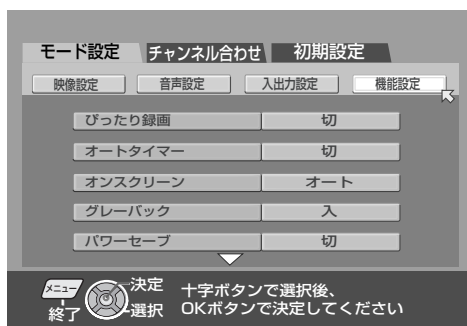 モード設定 チャンネル合わせ 初期設定
映像設定 音声設定 入出力設定 機能設定
ぴったり録画 切
オートタイマー 切
オンスクリーン オート
グレーバック 入
パワーセーブ 切
メニュー 決定 十字ボタンで選択後、
終了 選択 OKボタンで決定してください